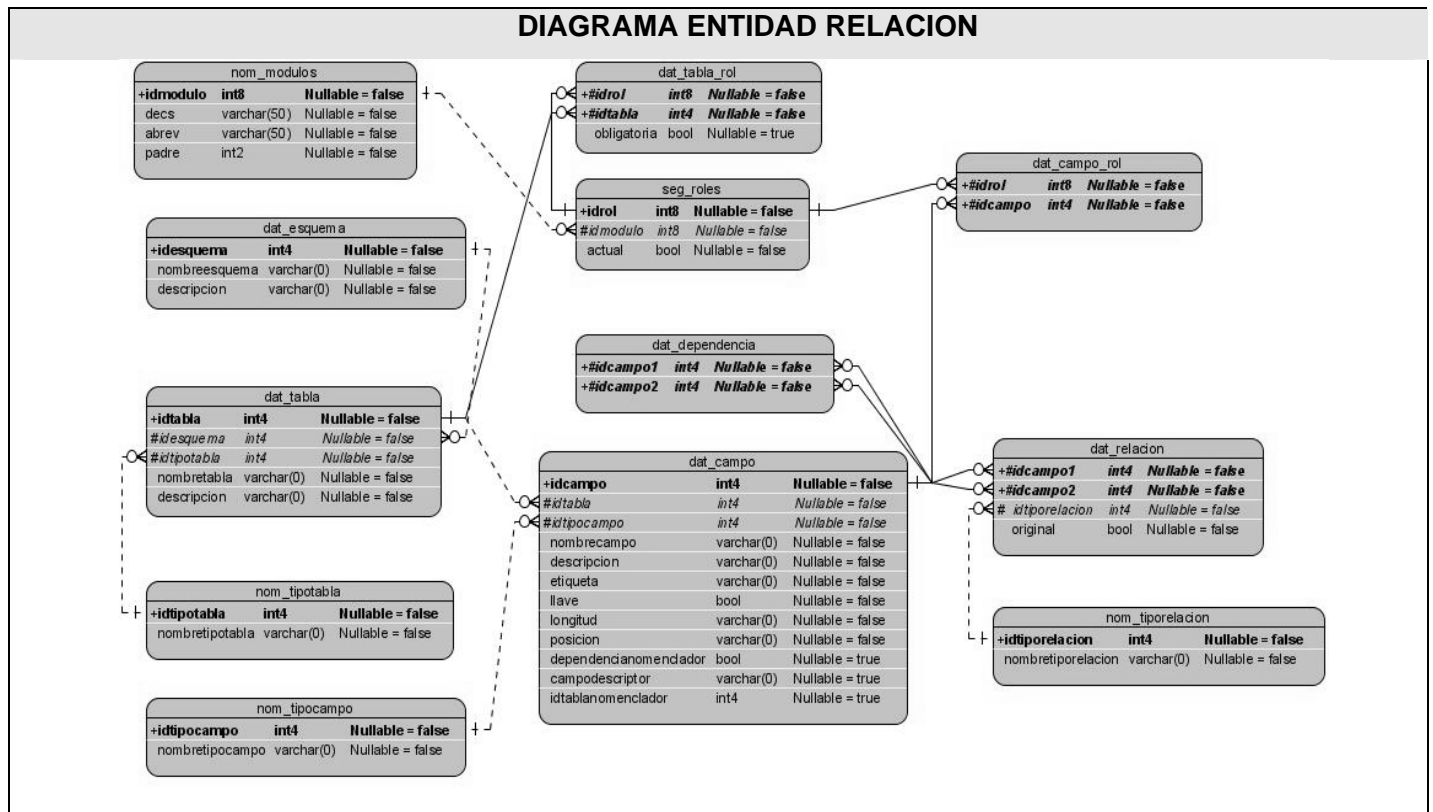 DIAGRAMA ENTIDAD RELACION
nom_modulos
+idmodulo int8 Nullable = false
decs varchar(50) Nullable = false
abrev varchar(50) Nullable = false
padre int2 Nullable = false
dat_tabla_rol
+#idrol int8 Nullable = false
+#idtabla int4 Nullable = false
obligatoria bool Nullable = true
seg_roles
+idrol int8 Nullable = false
#idmodulo int8 Nullable = false
actual bool Nullable = false
dat_campo_rol
+#idrol int8 Nullable = false
+#idcampo int4 Nullable = false
dat_esquema
+idesquema int4 Nullable = false
nombreesquema varchar(0) Nullable = false
descripcion varchar(0) Nullable = false
dat_dependencia
+#idcampo1 int4 Nullable = false
+#idcampo2 int4 Nullable = false
dat_tabla
+idtabla int4 Nullable = false
#idesquema int4 Nullable = false
#idtipotabla int4 Nullable = false
nombretabla varchar(0) Nullable = false
descripcion varchar(0) Nullable = false
dat_campo
+idcampo int4 Nullable = false
#idtabla int4 Nullable = false
#idtipocampo int4 Nullable = false
nombrecampo varchar(0) Nullable = false
descripcion varchar(0) Nullable = false
etiqueta varchar(0) Nullable = false
llave bool Nullable = false
longitud varchar(0) Nullable = false
posicion varchar(0) Nullable = false
dependencianomenclador bool Nullable = true
campodescriptor varchar(0) Nullable = true
idtablanomenclador int4 Nullable = true
dat_relacion
+#idcampo1 int4 Nullable = false
+#idcampo2 int4 Nullable = false
# idtiporelacion int4 Nullable = false
original bool Nullable = false
nom_tipotabla
+idtipotabla int4 Nullable = false
nombretipotabla varchar(0) Nullable = false
nom_tiporelacion
+idtiporelacion int4 Nullable = false
nombretiporelacion varchar(0) Nullable = false
nom_tipocampo
+idtipocampo int4 Nullable = false
nombretipocampo varchar(0) Nullable = false